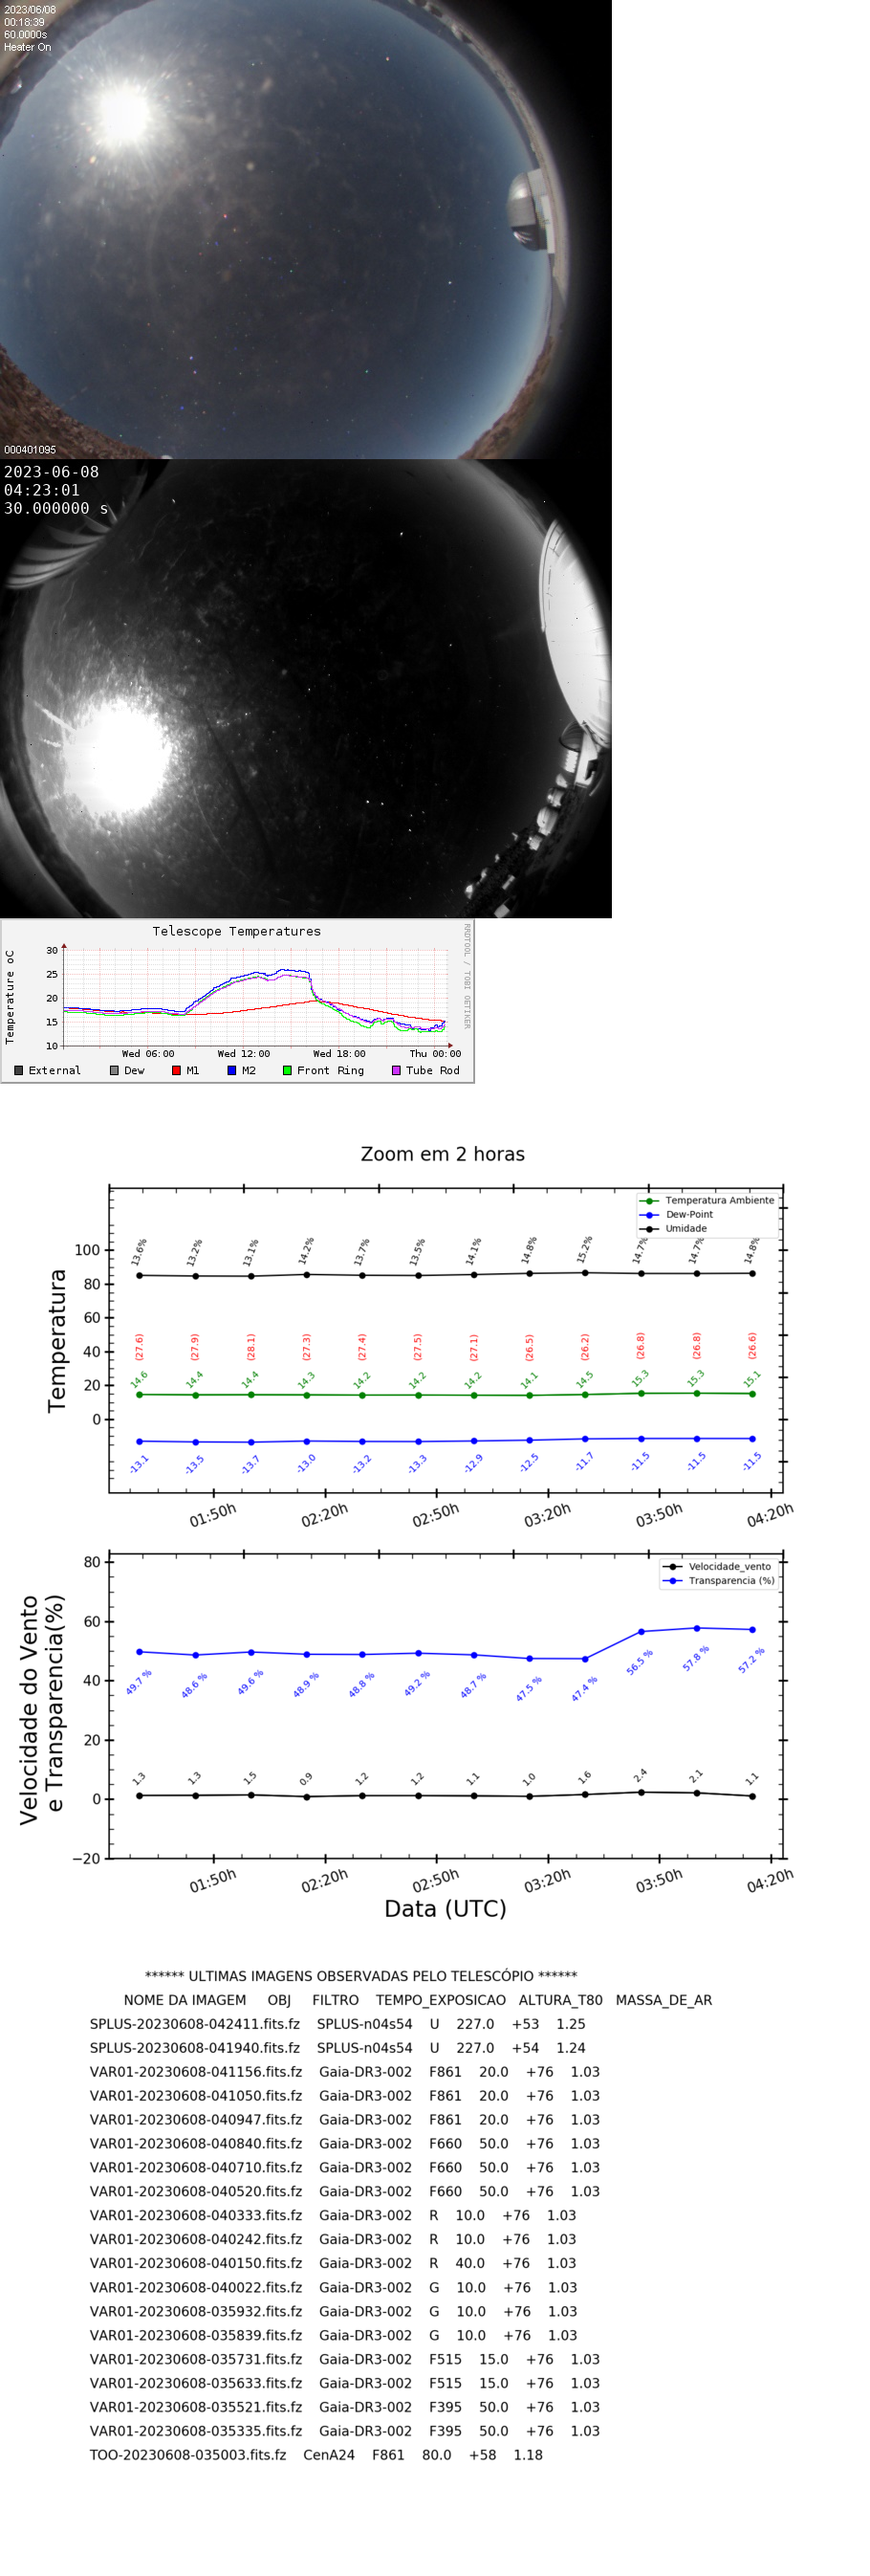 2023/06/08
00:18:39
60.0000s
Heater On
000401095
2023-06-08
04:23:01
30.000000 s
Telescope Temperatures
RRDTOOL / TOBI OETIKER
Temperature oC
30
25
20
15
10
Wed 06:00 Wed 12:00 Wed 18:00 Thu 00:00
External Dew M1 M2 Front Ring Tube Rod
Zoom em 2 horas
Temperatura Ambiente
Dew-Point
Umidade
Temperatura
100
80
60
40
20
0
13.6% 13.2% 13.1% 14.2% 13.7% 13.5% 14.1% 14.8% 15.2% 14.7% 14.7% 14.8%
(27.6) (27.9) (28.1) (27.3) (27.4) (27.5) (27.1) (26.5) (26.2) (26.8) (26.8) (26.6)
14.6 14.4 14.4 14.3 14.2 14.2 14.2 14.1 14.5 15.3 15.3 15.1
-13.1 -13.5 -13.7 -13.0 -13.2 -13.3 -12.9 -12.5 -11.7 -11.5 -11.5 -11.5
01:50h 02:20h 02:50h 03:20h 03:50h 04:20h
Velocidade_vento
Transparencia (%)
Velocidade do Vento
e Transparencia(%)
80
60
40
20
0
−20
49.7 % 48.6 % 49.6 % 48.9 % 48.8 % 49.2 % 48.7 % 47.5 % 47.4 % 56.5 % 57.8 % 57.2 %
1.3 1.3 1.5 0.9 1.2 1.2 1.1 1.0 1.6 2.4 2.1 1.1
01:50h 02:20h 02:50h 03:20h 03:50h 04:20h
Data (UTC)
****** ULTIMAS IMAGENS OBSERVADAS PELO TELESCÓPIO ******
NOME DA IMAGEM OBJ FILTRO TEMPO_EXPOSICAO ALTURA_T80 MASSA_DE_AR
SPLUS-20230608-042411.fits.fz SPLUS-n04s54 U 227.0 +53 1.25
SPLUS-20230608-041940.fits.fz SPLUS-n04s54 U 227.0 +54 1.24
VAR01-20230608-041156.fits.fz Gaia-DR3-002 F861 20.0 +76 1.03
VAR01-20230608-041050.fits.fz Gaia-DR3-002 F861 20.0 +76 1.03
VAR01-20230608-040947.fits.fz Gaia-DR3-002 F861 20.0 +76 1.03
VAR01-20230608-040840.fits.fz Gaia-DR3-002 F660 50.0 +76 1.03
VAR01-20230608-040710.fits.fz Gaia-DR3-002 F660 50.0 +76 1.03
VAR01-20230608-040520.fits.fz Gaia-DR3-002 F660 50.0 +76 1.03
VAR01-20230608-040333.fits.fz Gaia-DR3-002 R 10.0 +76 1.03
VAR01-20230608-040242.fits.fz Gaia-DR3-002 R 10.0 +76 1.03
VAR01-20230608-040150.fits.fz Gaia-DR3-002 R 40.0 +76 1.03
VAR01-20230608-040022.fits.fz Gaia-DR3-002 G 10.0 +76 1.03
VAR01-20230608-035932.fits.fz Gaia-DR3-002 G 10.0 +76 1.03
VAR01-20230608-035839.fits.fz Gaia-DR3-002 G 10.0 +76 1.03
VAR01-20230608-035731.fits.fz Gaia-DR3-002 F515 15.0 +76 1.03
VAR01-20230608-035633.fits.fz Gaia-DR3-002 F515 15.0 +76 1.03
VAR01-20230608-035521.fits.fz Gaia-DR3-002 F395 50.0 +76 1.03
VAR01-20230608-035335.fits.fz Gaia-DR3-002 F395 50.0 +76 1.03
TOO-20230608-035003.fits.fz CenA24 F861 80.0 +58 1.18